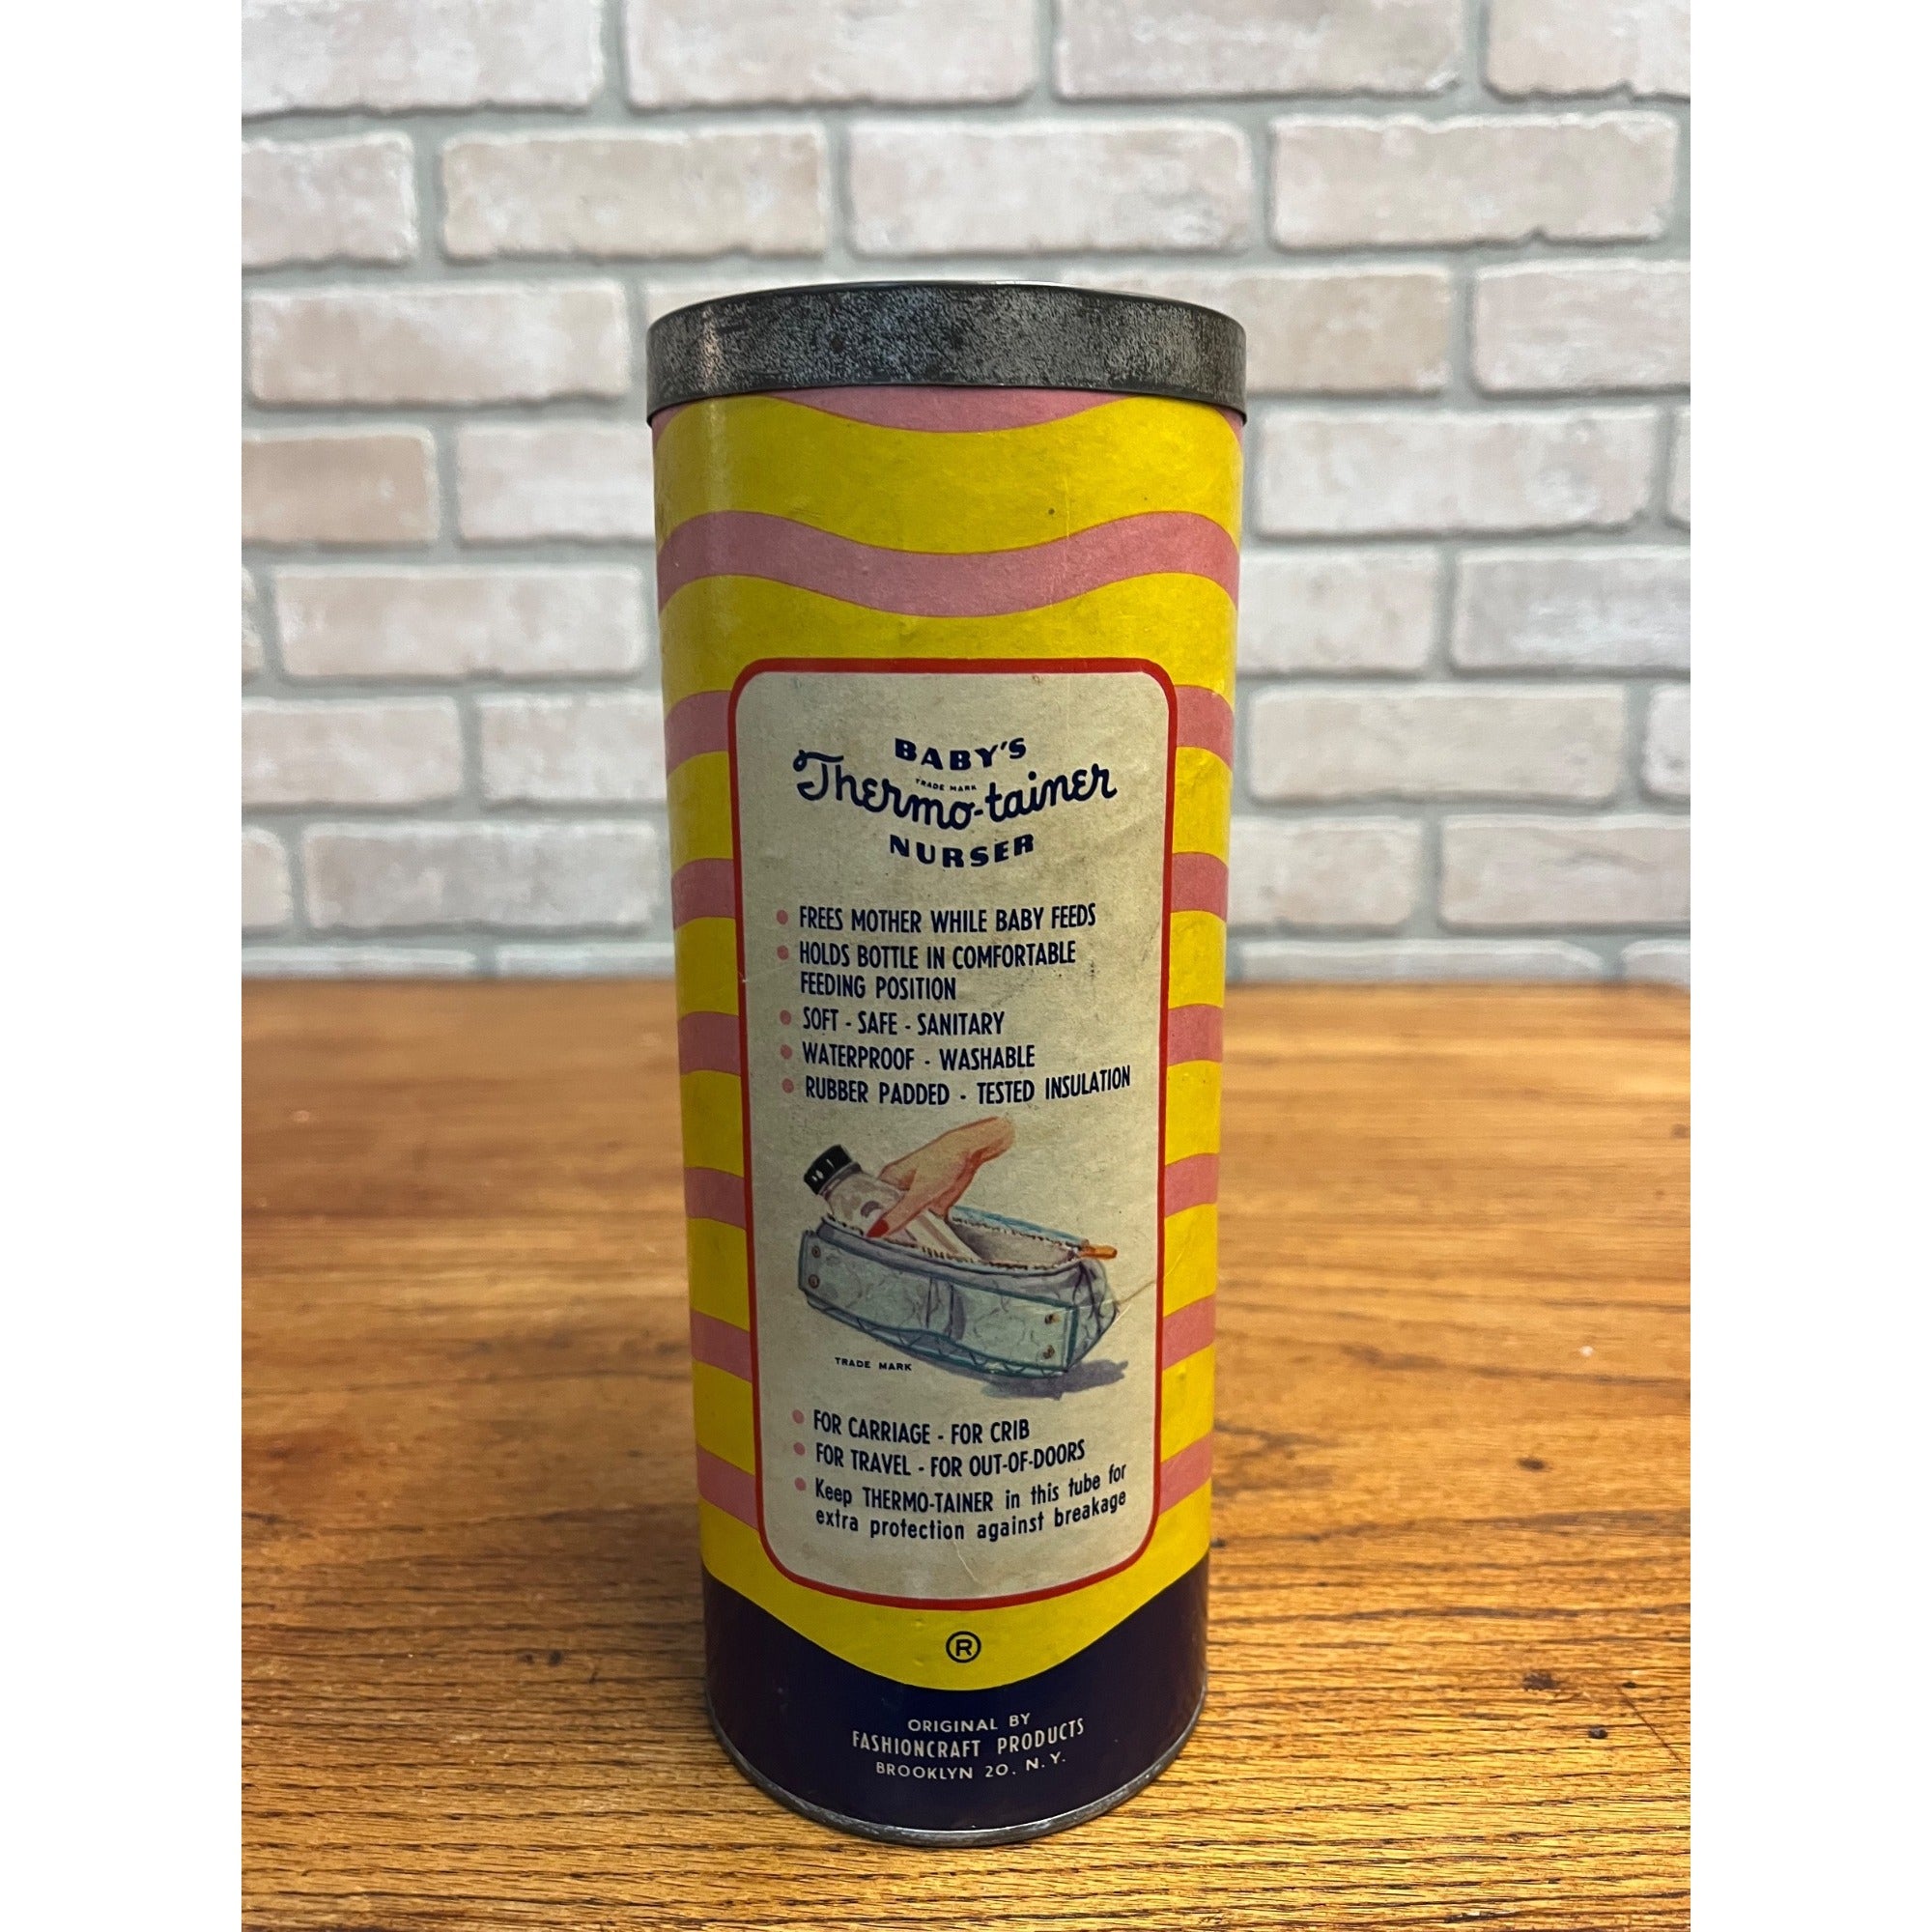 BABY'S
Thermo-tainer
TRADE MARK
NURSER
• FREES MOTHER WHILE BABY FEEDS
• HOLDS BOTTLE IN COMFORTABLE
FEEDING POSITION
• SOFT - SAFE - SANITARY
• WATERPROOF - WASHABLE
• RUBBER PADDED - TESTED INSULATION
TRADE MARK
• FOR CARRIAGE - FOR CRIB
• FOR TRAVEL - FOR OUT-OF-DOORS
• Keep THERMO-TAINER in this tube for
extra protection against breakage
®
ORIGINAL BY
FASHIONCRAFT PRODUCTS
BROOKLYN 20. N. Y.